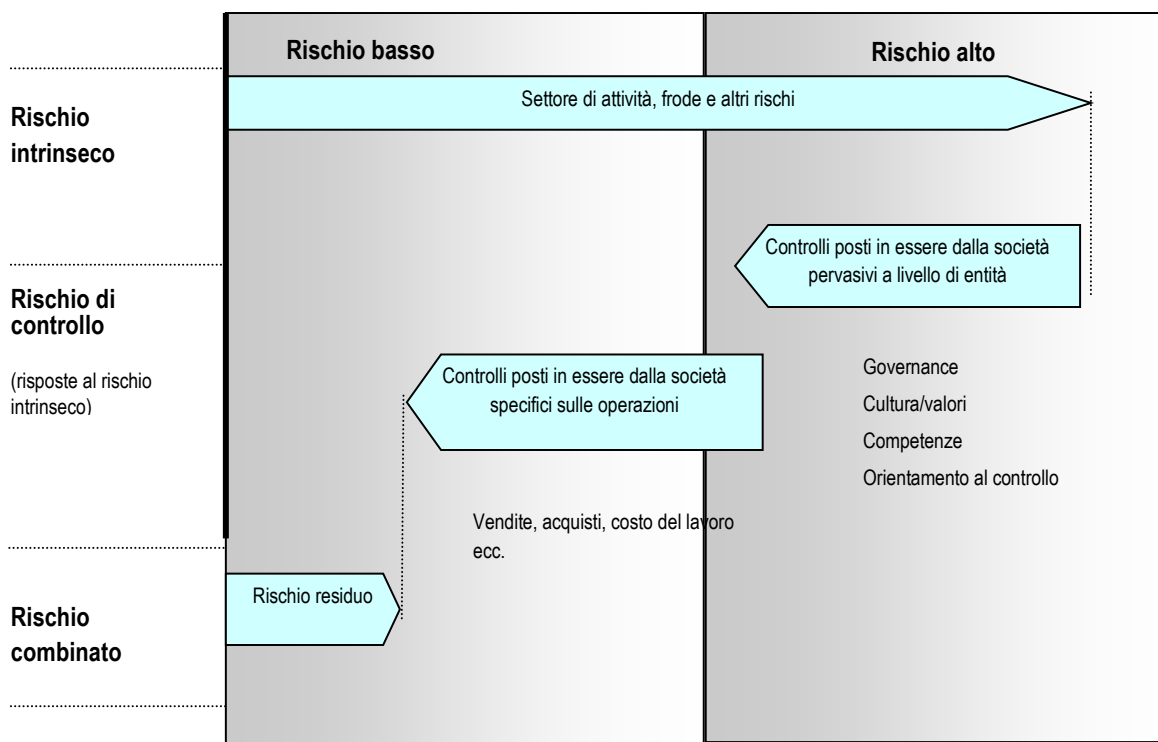 Rischio basso
Rischio alto
Settore di attività, frode e altri rischi
Rischio
intrinseco
Controlli posti in essere dalla società
pervasivi a livello di entità
Rischio di
controllo
(risposte al rischio
intrinseco)
Controlli posti in essere dalla società
specifici sulle operazioni
Governance
Cultura/valori
Competenze
Orientamento al controllo
Vendite, acquisti, costo del lavoro
ecc.
Rischio residuo
Rischio
combinato